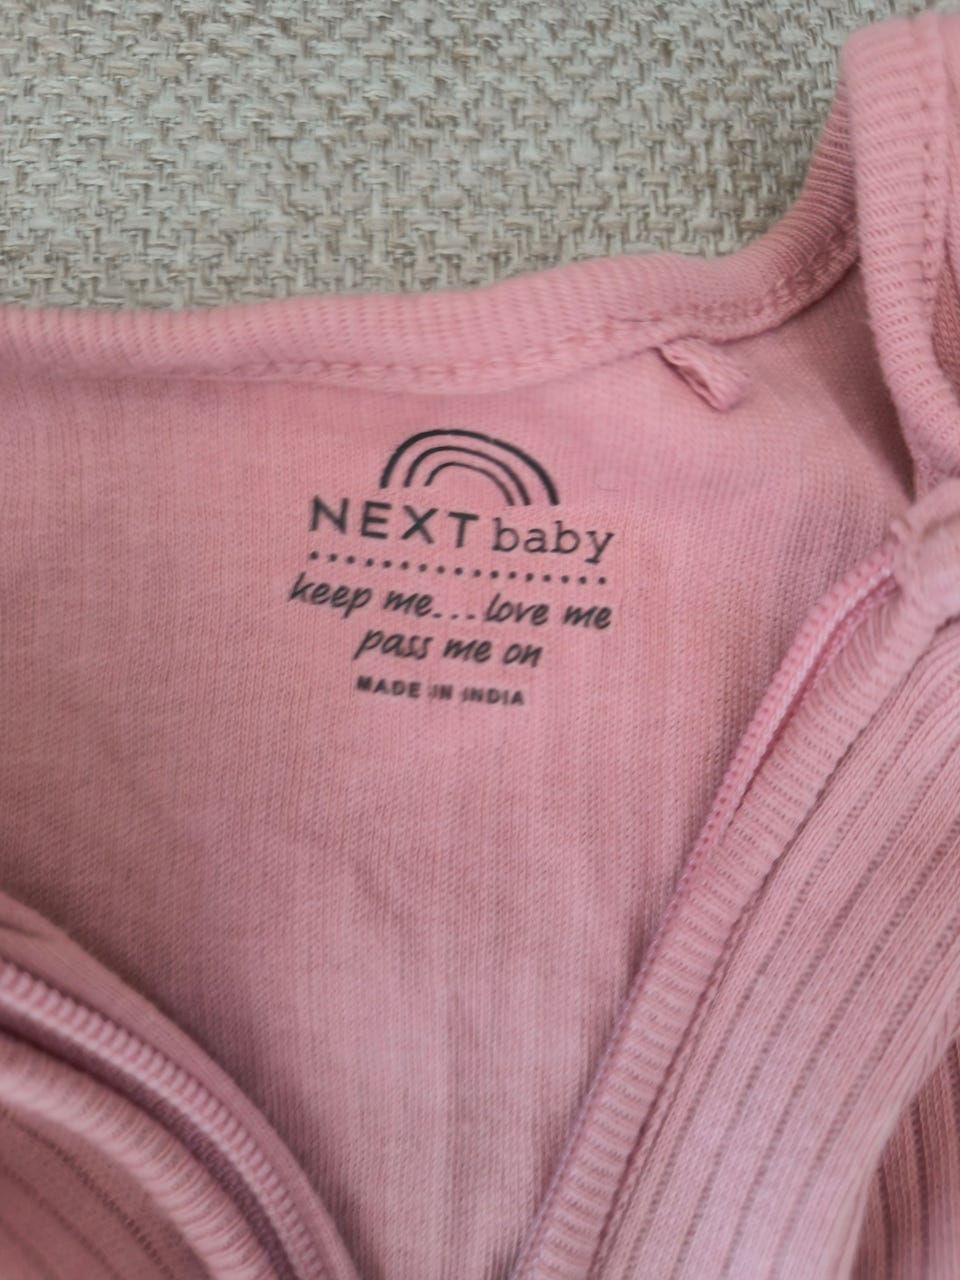 NEXT baby
keep me...love me
pass me on
MADE IN INDIA